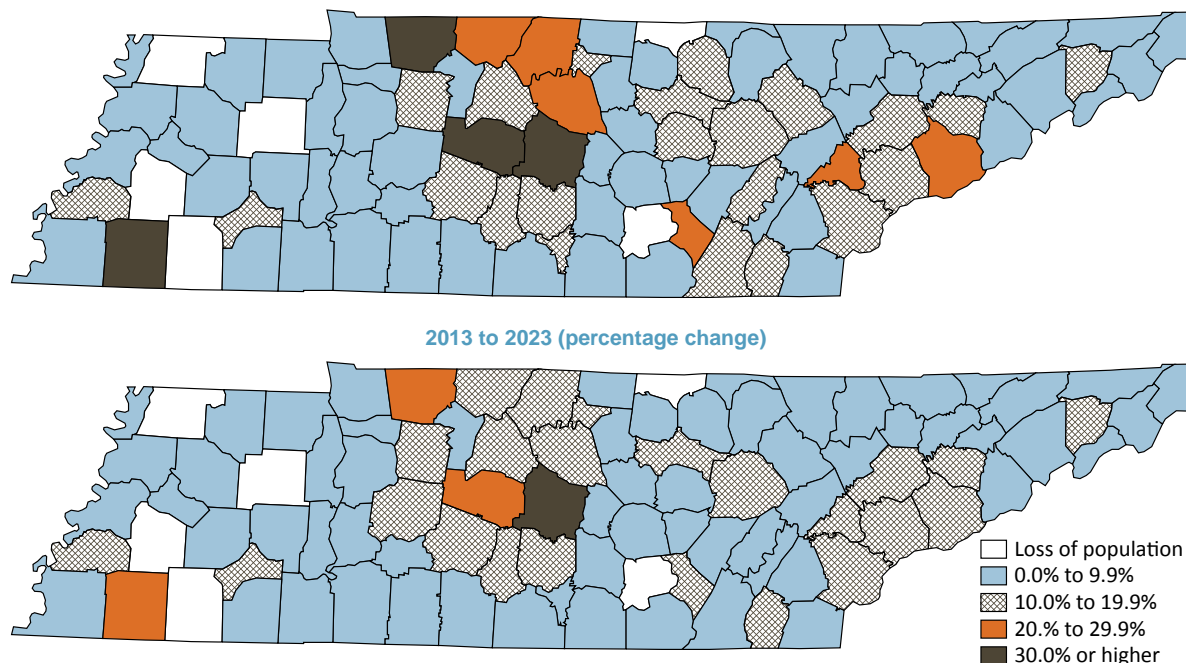 2013 to 2023 (percentage change)
Loss of population
0.0% to 9.9%
10.0% to 19.9%
20.% to 29.9%
30.0% or higher